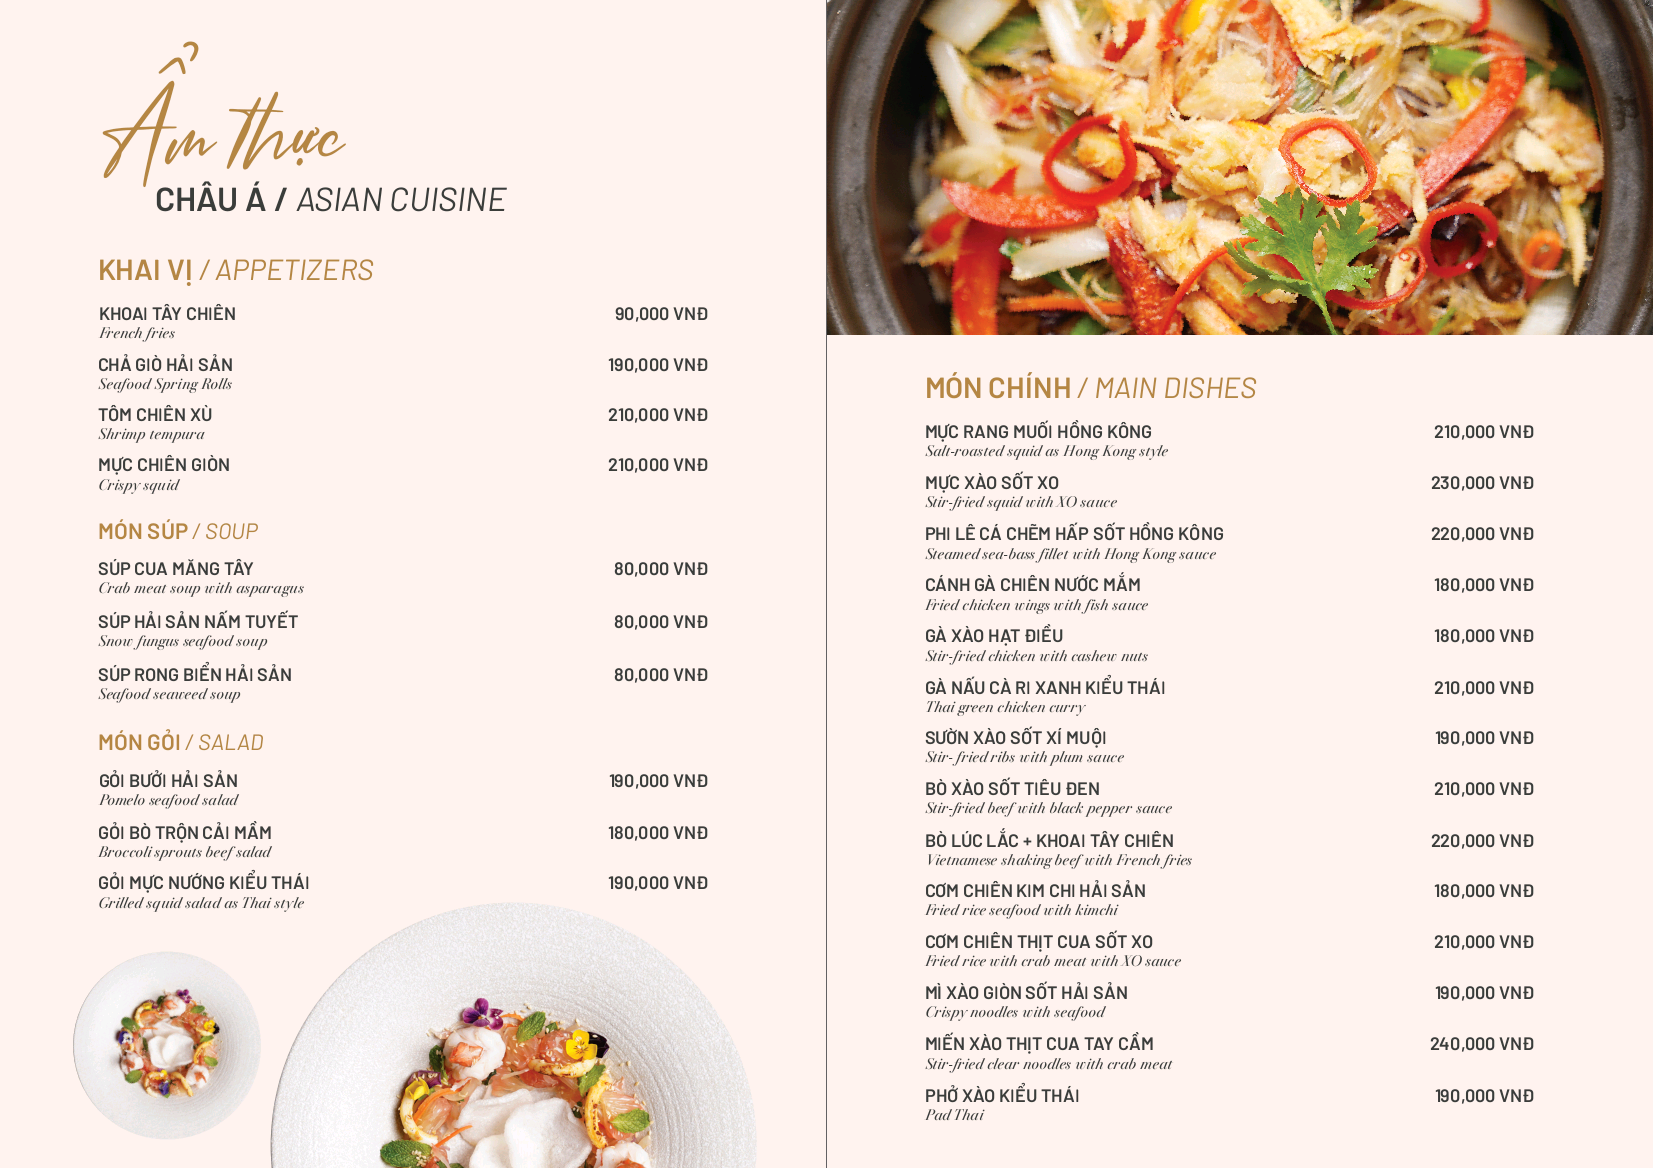 Ẩm thực
CHÂU Á / ASIAN CUISINE
KHAI VỊ / APPETIZERS
KHOAI TÂY CHIÊN 90,000 VNĐ
French fries
CHẢ GIÒ HẢI SẢN 190,000 VNĐ
Seafood Spring Rolls
TÔM CHIÊN XÙ 210,000 VNĐ
Shrimp tempura
MỰC CHIÊN GIÒN 210,000 VNĐ
Crispy squid
MÓN SÚP / SOUP
SÚP CUA MĂNG TÂY 80,000 VNĐ
Crab meat soup with asparagus
SÚP HẢI SẢN NẤM TUYẾT 80,000 VNĐ
Snow fungus seafood soup
SÚP RONG BIỂN HẢI SẢN 80,000 VNĐ
Seafood seaweed soup
MÓN GỎI / SALAD
GỎI BƯỞI HẢI SẢN 190,000 VNĐ
Pomelo seafood salad
GỎI BÒ TRỘN CẢI MẦM 180,000 VNĐ
Broccoli sprouts beef salad
GỎI MỰC NƯỚNG KIỂU THÁI 190,000 VNĐ
Grilled squid salad as Thai style
MÓN CHÍNH / MAIN DISHES
MỰC RANG MUỐI HỒNG KÔNG 210,000 VNĐ
Salt-roasted squid as Hong Kong style
MỰC XÀO SỐT XO 230,000 VNĐ
Stir-fried squid with XO sauce
PHI LÊ CÁ CHẼM HẤP SỐT HỒNG KÔNG 220,000 VNĐ
Steamed sea-bass fillet with Hong Kong sauce
CÁNH GÀ CHIÊN NƯỚC MẮM 180,000 VNĐ
Fried chicken wings with fish sauce
GÀ XÀO HẠT ĐIỀU 180,000 VNĐ
Stir-fried chicken with cashew nuts
GÀ NẤU CÀ RI XANH KIỂU THÁI 210,000 VNĐ
Thai green chicken curry
SƯỜN XÀO SỐT XÍ MUỘI 190,000 VNĐ
Stir- fried ribs with plum sauce
BÒ XÀO SỐT TIÊU ĐEN 210,000 VNĐ
Stir-fried beef with black pepper sauce
BÒ LÚC LẮC + KHOAI TÂY CHIÊN 220,000 VNĐ
Vietnamese shaking beef with French fries
CƠM CHIÊN KIM CHI HẢI SẢN 180,000 VNĐ
Fried rice seafood with kimchi
CƠM CHIÊN THỊT CUA SỐT XO 210,000 VNĐ
Fried rice with crab meat with XO sauce
MÌ XÀO GIÒN SỐT HẢI SẢN 190,000 VNĐ
Crispy noodles with seafood
MIẾN XÀO THỊT CUA TAY CẦM 240,000 VNĐ
Stir-fried clear noodles with crab meat
PHỞ XÀO KIỂU THÁI 190,000 VNĐ
Pad Thai